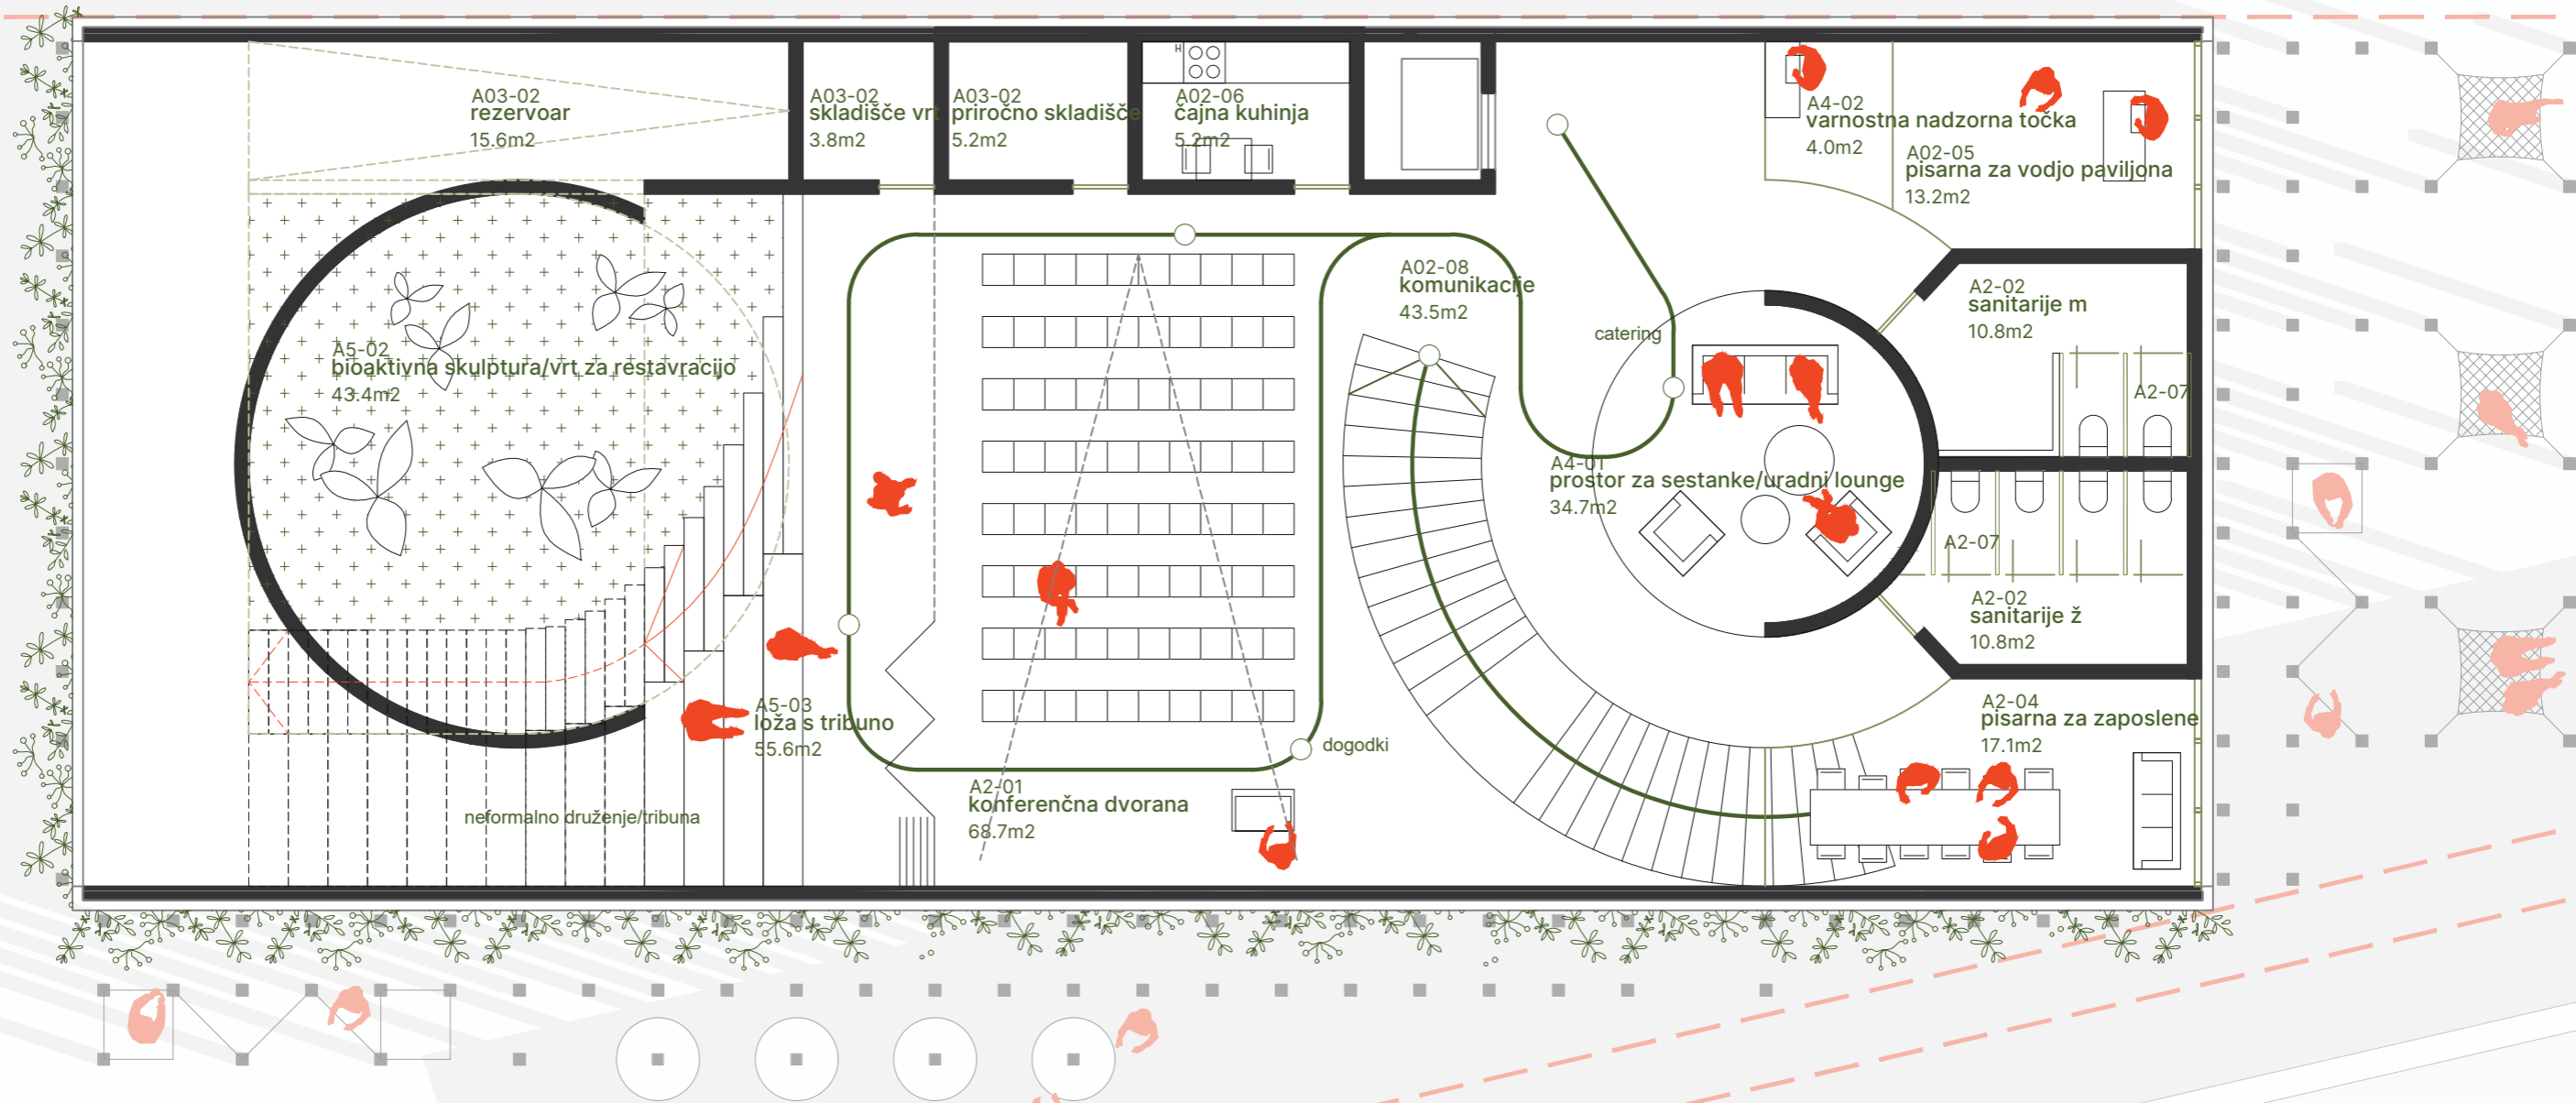 A03-02
rezervoar
15.6m2
A03-02
skladišče vrt
3.8m2
A03-02
priročno skladišče
5.2m2
H
A02-06
čajna kuhinja
5.2m2
A4-02
varnostna nadzorna točka
4.0m2
A02-05
pisarna za vodjo paviljona
13.2m2
A02-08
komunikacije
43.5m2
catering
A2-02
sanitarije m
10.8m2
A2-07
A5-02
bioaktivna skulptura/vrt za restavracijo
43.4m2
A4-01
prostor za sestanke/uradni lounge
34.7m2
A2-07
A2-02
sanitarije ž
10.8m2
A5-03
loža s tribuno
55.6m2
dogodki
A2-04
pisarna za zaposlene
17.1m2
A2-01
konferenčna dvorana
68.7m2
neformalno druženje/tribuna